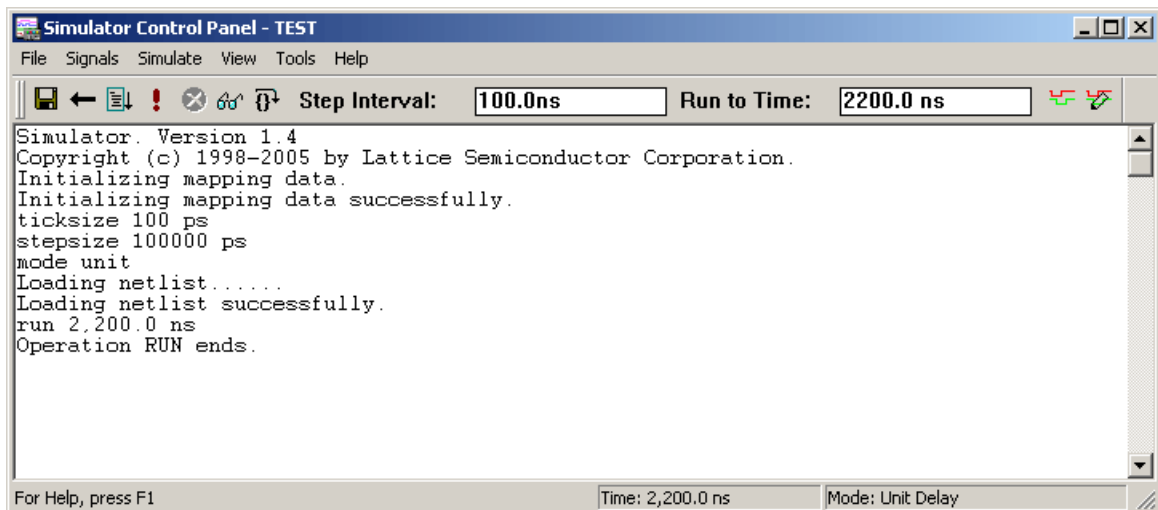 Simulator Control Panel - TEST
File Signals Simulate View Tools Help
Step Interval: 100.0ns Run to Time: 2200.0 ns
Simulator. Version 1.4
Copyright (c) 1998-2005 by Lattice Semiconductor Corporation.
Initializing mapping data.
Initializing mapping data successfully.
ticksize 100 ps
stepsize 100000 ps
mode unit
Loading netlist......
Loading netlist successfully.
run 2,200.0 ns
Operation RUN ends.
For Help, press F1 Time: 2,200.0 ns Mode: Unit Delay